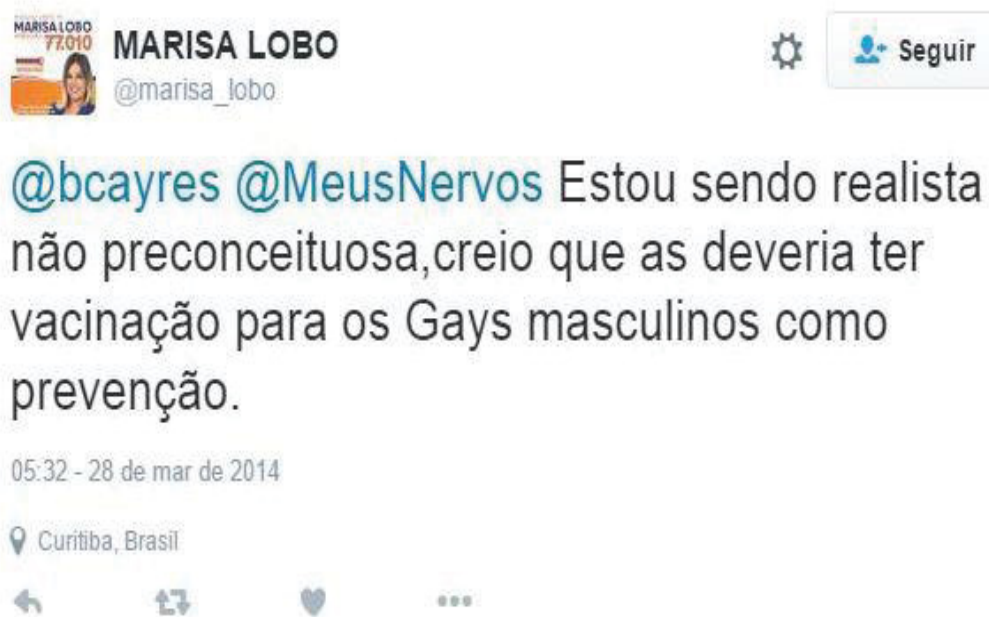 MARISA LOBO
77.010
MARISA LOBO
@marisa_lobo
Seguir
@bcayres @MeusNervos Estou sendo realista
não preconceituosa,creio que as deveria ter
vacinação para os Gays masculinos como
prevenção.
05:32 - 28 de mar de 2014
Curitiba, Brasil